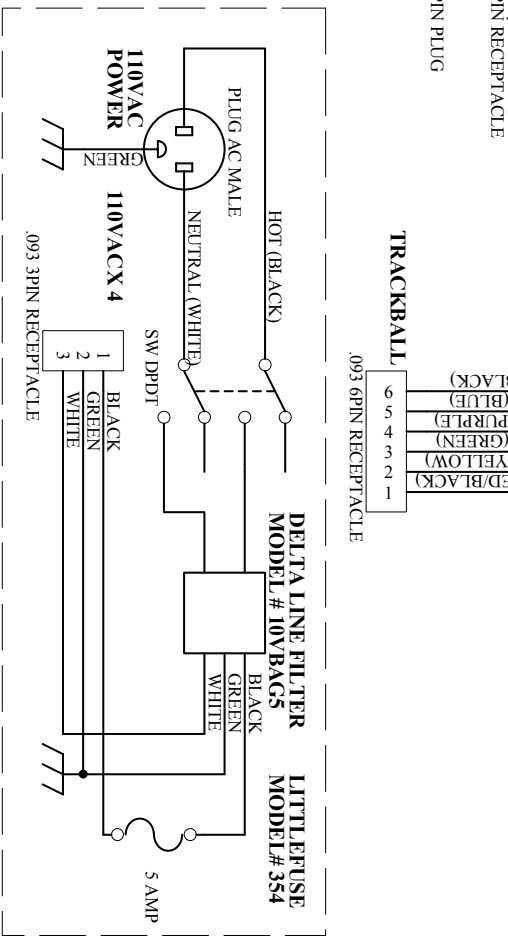 PIN RECEPTACLE
PIN PLUG
TRACKBALL
6
5
4
3
2
1
(BLUE)
(GREEN)
.093 6PIN RECEPTACLE
HOT (BLACK)
PLUG AC MALE
110VAC
POWER
GREEN
NEUTRAL (WHITE)
SW DPDT
110VACX 4
1
2
3
BLACK
GREEN
WHITE
.093 3PIN RECEPTACLE
DELTA LINE FILTER
MODEL # 10VBAG5
BLACK
GREEN
WHITE
LITTLEFUSE
MODEL# 354
5 AMP